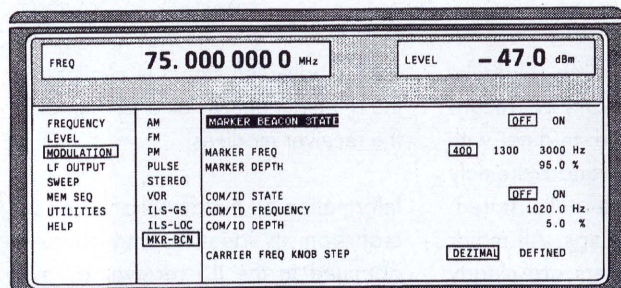 FREQ 75. 000 000 0 MHz LEVEL – 47.0 dBm
FREQUENCY AM MARKER BEACON STATE OFF ON
LEVEL FM
MODULATION PM MARKER FREQ 400 1300 3000 Hz
LF OUTPUT PULSE MARKER DEPTH 95.0 %
SWEEP STEREO
MEM SEQ VOR COM/ID STATE OFF ON
UTILITIES ILS-GS COM/ID FREQUENCY 1020.0 Hz
HELP ILS-LOC COM/ID DEPTH 5.0 %
MKR-BCN
CARRIER FREQ KNOB STEP DEZIMAL DEFINED